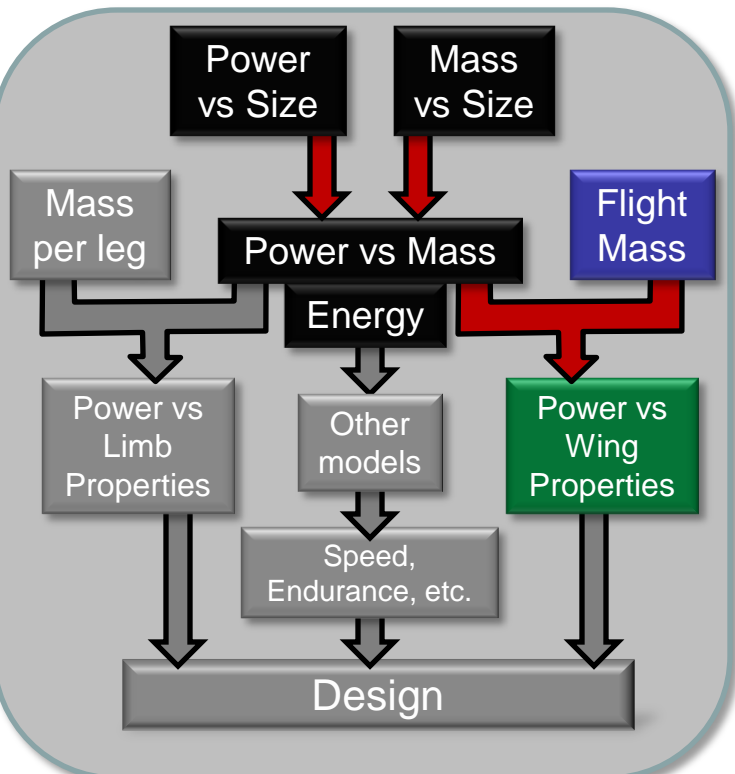 Power
vs Size
Mass
vs Size
Mass
per leg
Power vs Mass
Flight
Mass
Energy
Power vs
Limb
Properties
Other
models
Power vs
Wing
Properties
Speed,
Endurance, etc.
Design